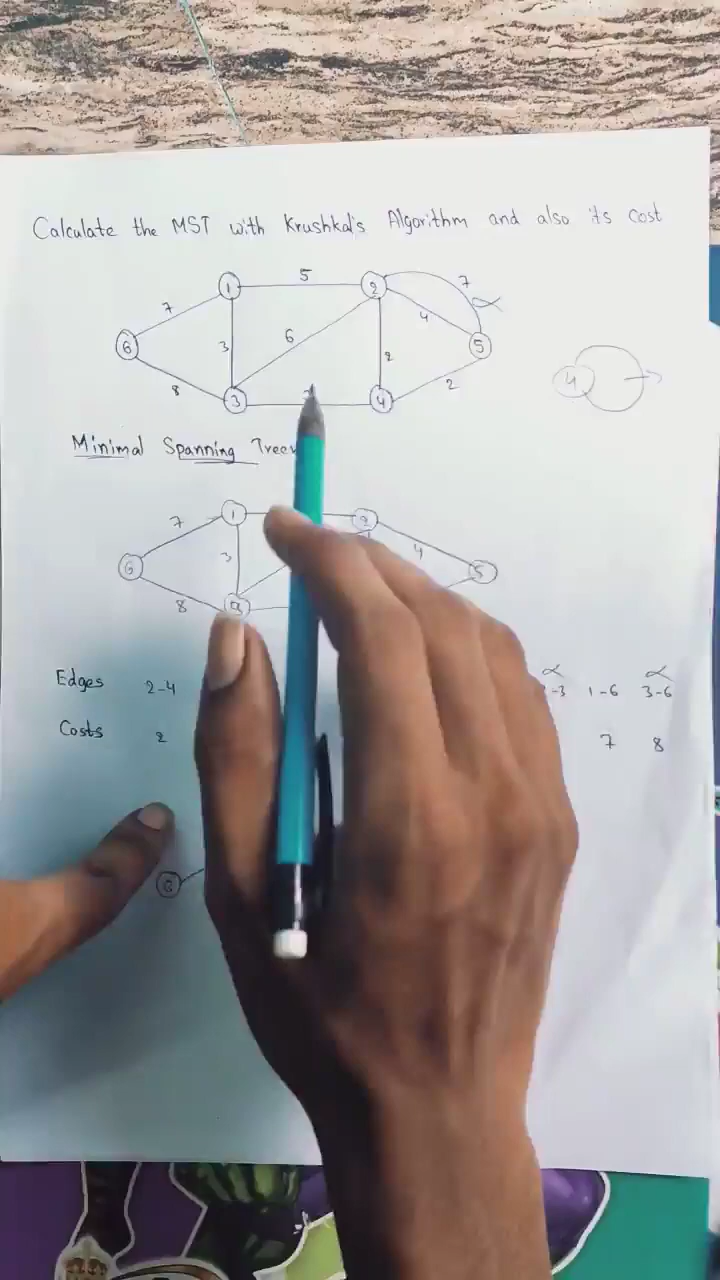 Calculate the MST with Krushkal's Algorithm and also its cost
1 5 2 7
7 6 4
6 3 5 4
8 2 2
3 4
Minimal Spanning Tree
1 2
7 4
6 3 5
8 3
Edges 2-4 -3 1-6 3-6
Costs 2 7 8
6